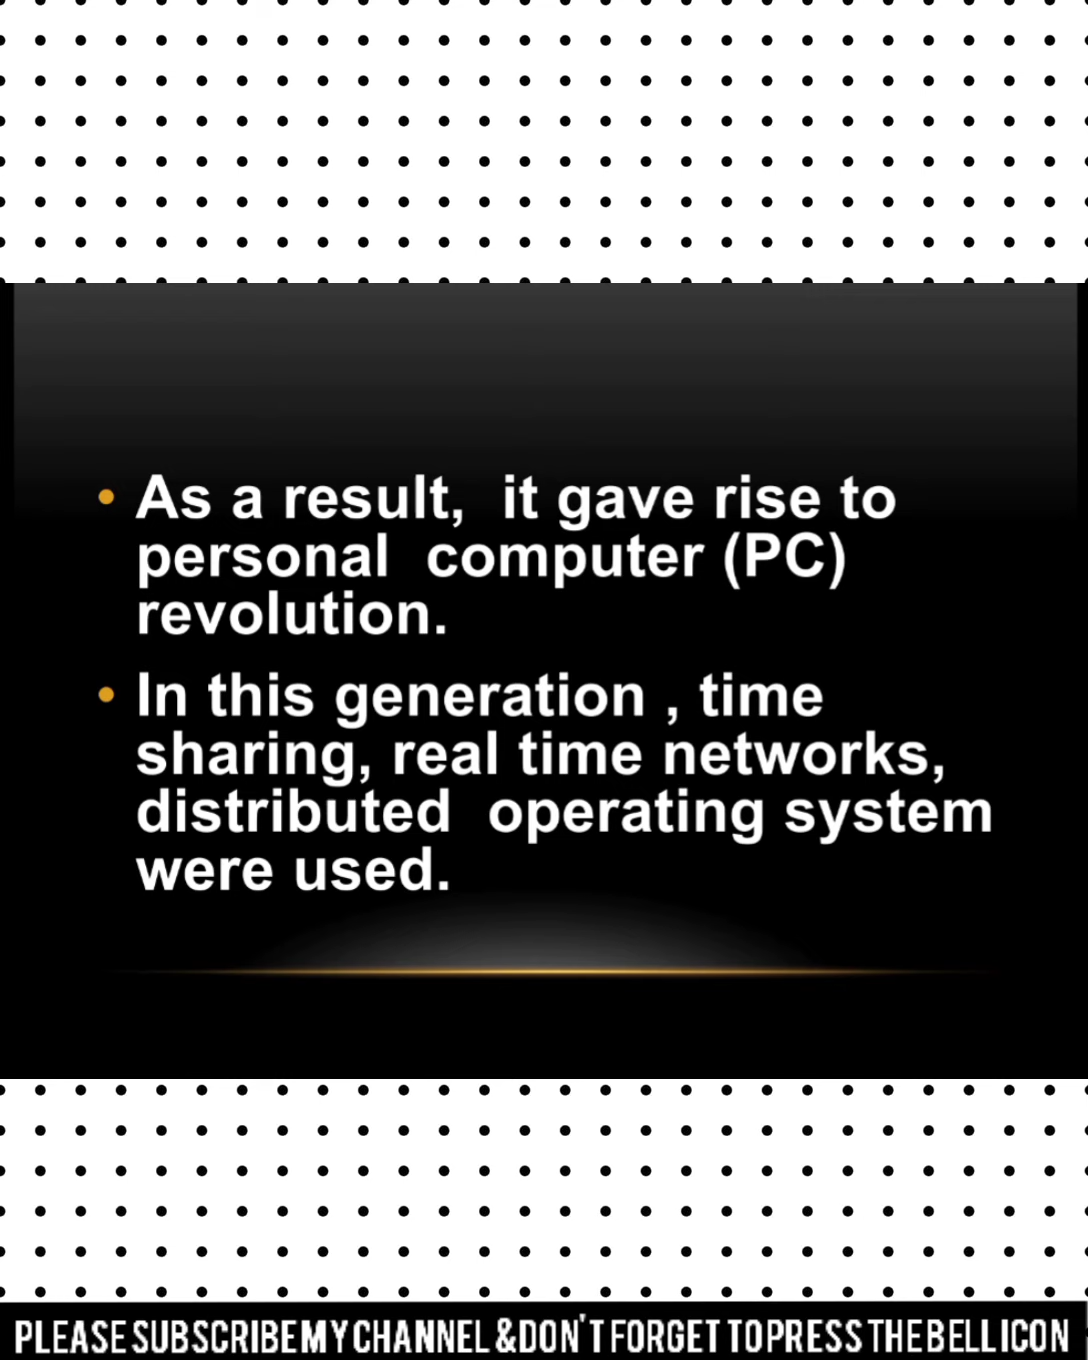 • As a result,  it gave rise to
personal  computer (PC)
revolution.
• In this generation , time
sharing, real time networks,
distributed  operating system
were used.
PLEASE SUBSCRIBE MY CHANNEL & DON'T FORGET TO PRESS THE BELL ICON